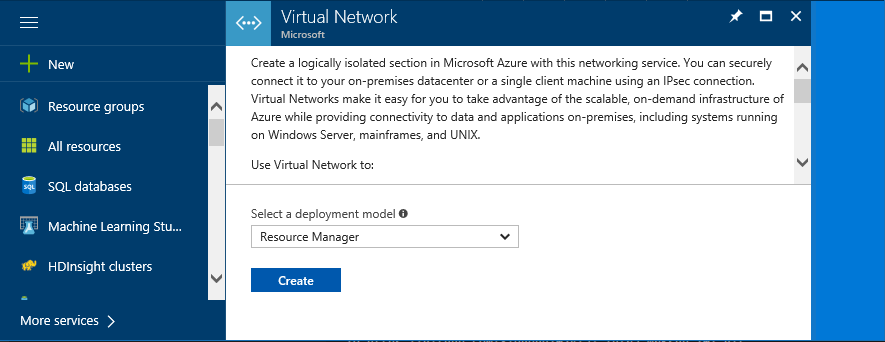 Virtual Network
Microsoft
New
Resource groups
All resources
SQL
SQL databases
Machine Learning Stu...
HDInsight clusters
More services
Create a logically isolated section in Microsoft Azure with this networking service. You can securely
connect it to your on-premises datacenter or a single client machine using an IPsec connection.
Virtual Networks make it easy for you to take advantage of the scalable, on-demand infrastructure of
Azure while providing connectivity to data and applications on-premises, including systems running
on Windows Server, mainframes, and UNIX.
Use Virtual Network to:
Select a deployment model
Resource Manager
Create